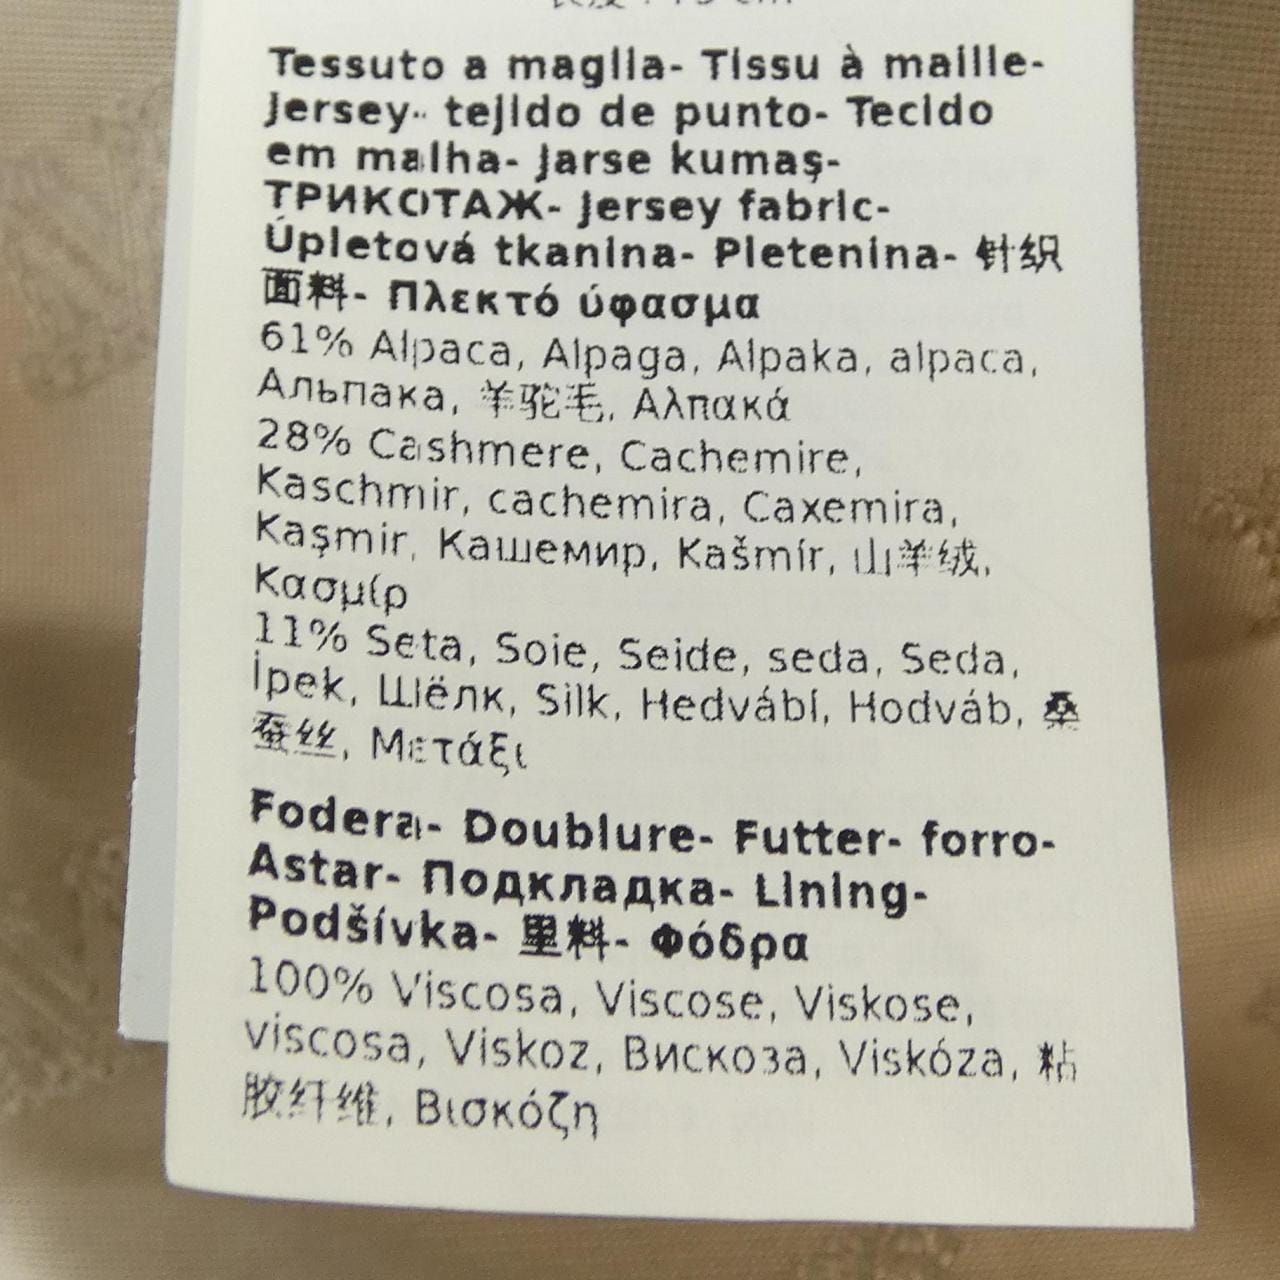 Tessuto a maglia- Tissu à maille-
Jersey- tejido de punto- Tecido
em malha- Jarse kumaş-
ТРИКОТАЖ- Jersey fabric-
Úpletová tkanina- Pletenina- 针织
面料- Πλεκτό ύφασμα
61% Alpaca, Alpaga, Alpaka, alpaca,
Альпака, 羊驼毛, Αλπακά
28% Cashmere, Cachemire,
Kaschmir, cachemira, Caxemira,
Kaşmir, Кашемир, Kašmír, 山羊绒,
Κασμίρ
11% Seta, Soie, Seide, seda, Seda,
İpek, Шёлк, Silk, Hedvábí, Hodváb, 桑
蚕丝, Μετάξι
Fodera- Doublure- Futter- forro-
Astar- Подкладка- Lining-
Podšívka- 里料- Φόδρα
100% Viscosa, Viscose, Viskose,
viscosa, Viskoz, Вискоза, Viskóza, 粘
胶纤维, Βισκόζη